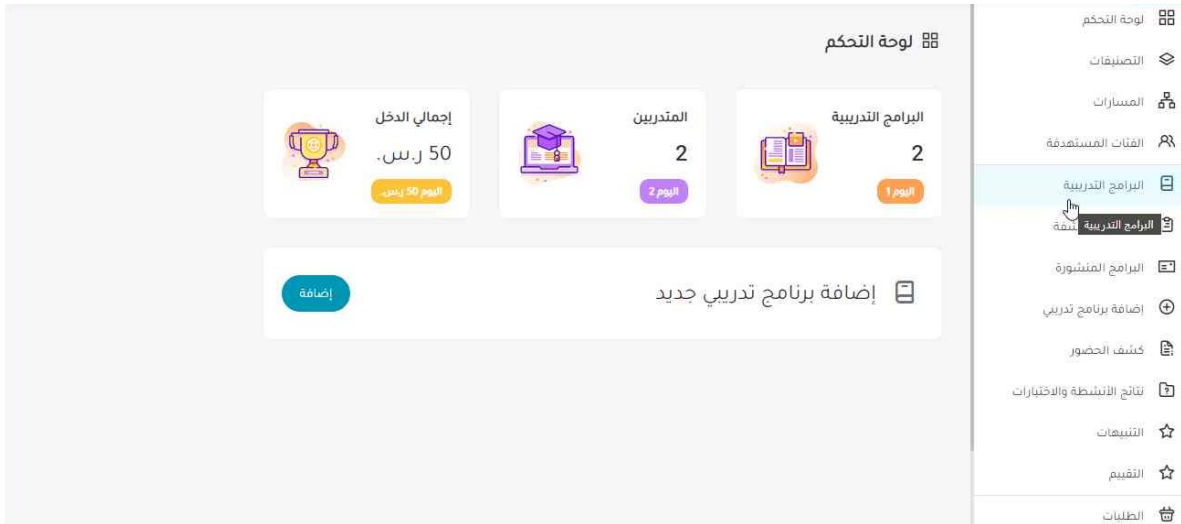 لوحة التحكم
التصنيفات
المسارات
الفئات المستهدفة
البرامج التدريبية
البرامج التدريبية
البرامج المنشورة
إضافة برنامج تدريبي
كشف الحضور
نتائج الأنشطة والاختبارات
التنبيهات
التقييم
الطلبات
لوحة التحكم
البرامج التدريبية
2
اليوم 1
المتدربين
2
اليوم 2
إجمالي الدخل
50 ر.س.
اليوم 50 ر.س.
إضافة برنامج تدريبي جديد
إضافة